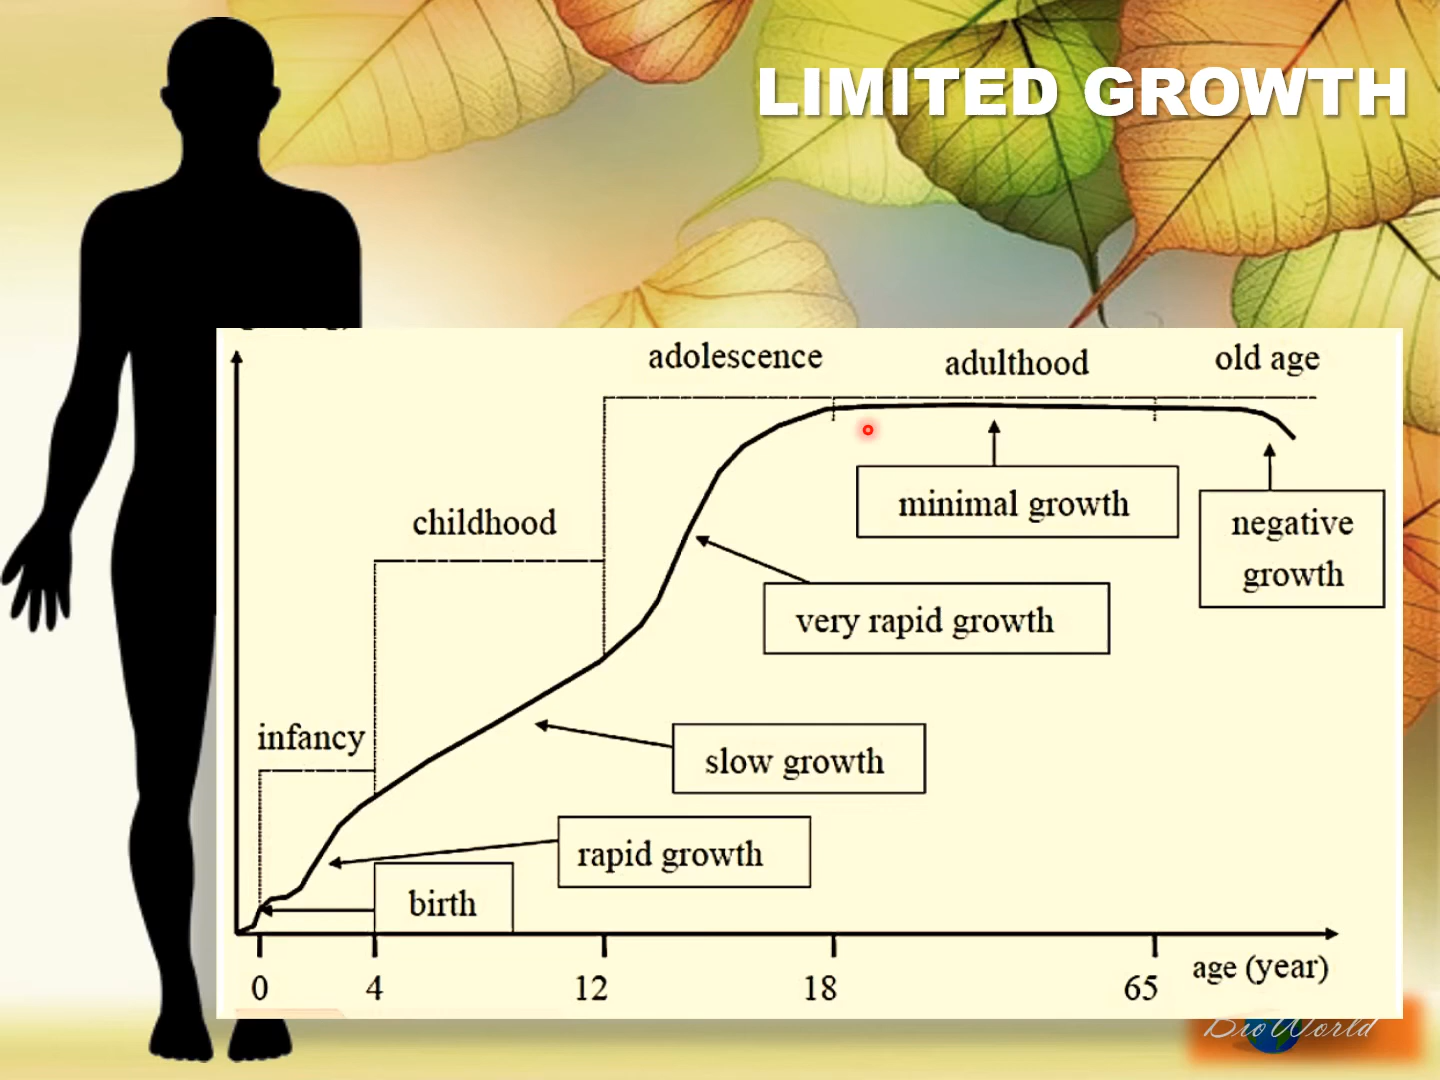 LIMITED GROWTH
adolescence
adulthood
old age
minimal growth
negative
growth
childhood
very rapid growth
infancy
slow growth
rapid growth
birth
0
4
12
18
65
age (year)
BioWorld